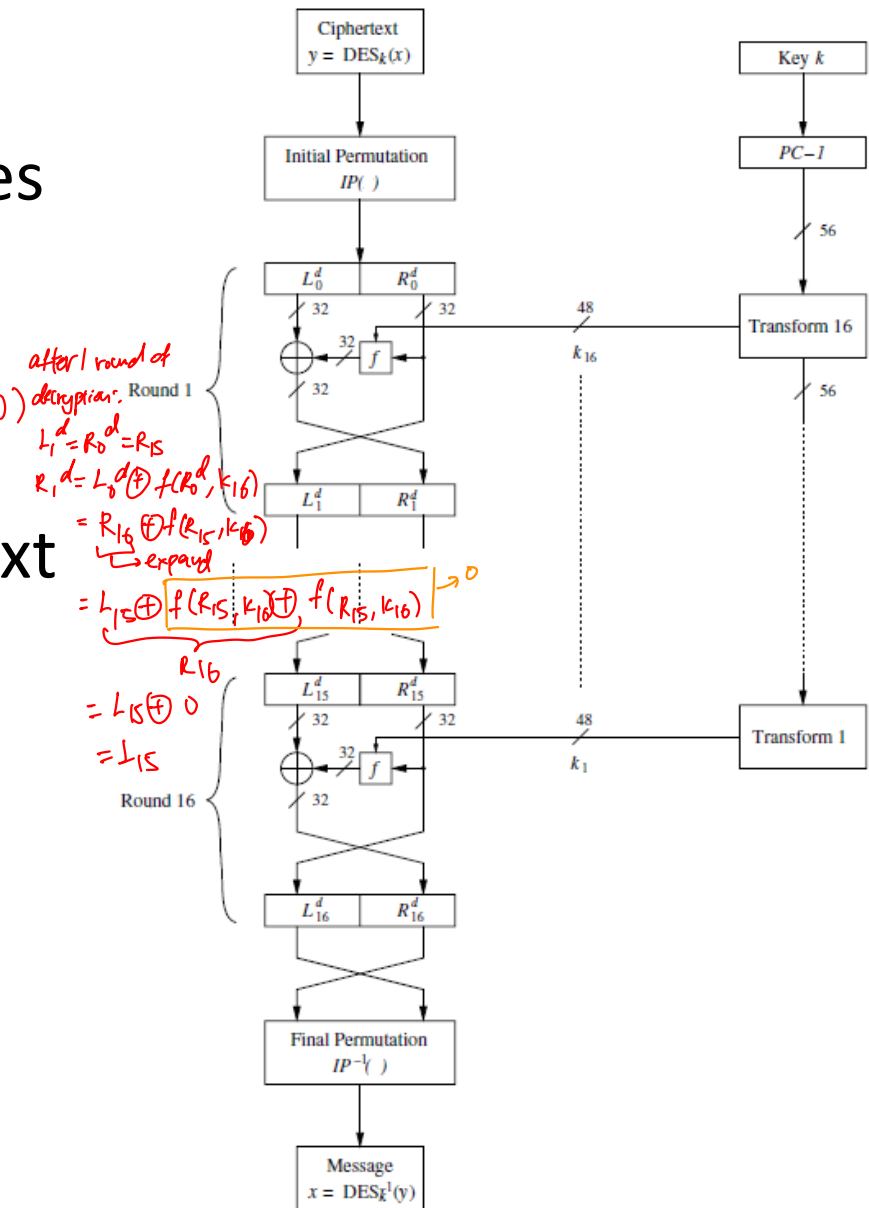 Ciphertext
y = DES_k(x)
Key k
Initial Permutation
IP( )
PC−1
es
56
L_0^d R_0^d
32 32
48
Transform 16
k_16
32
f
32
56
after 1 round of
) decryption:
Round 1
L_1^d = R_0^d = R_15
R_1^d = L_0^d ⊕ f(R_0^d, k_16)
L_1^d R_1^d
= R_16 ⊕ f(R_15, k_16)
↳ expand
xt
= L_15 ⊕ f(R_15, k_16) ⊕ f(R_15, k_16) → 0
R_16
L_15^d R_15^d
= L_15 ⊕ 0
32 32
48
Transform 1
= L_15
k_1
32
f
32
Round 16
L_16^d R_16^d
Final Permutation
IP^−1( )
Message
x = DES_k^−1(y)